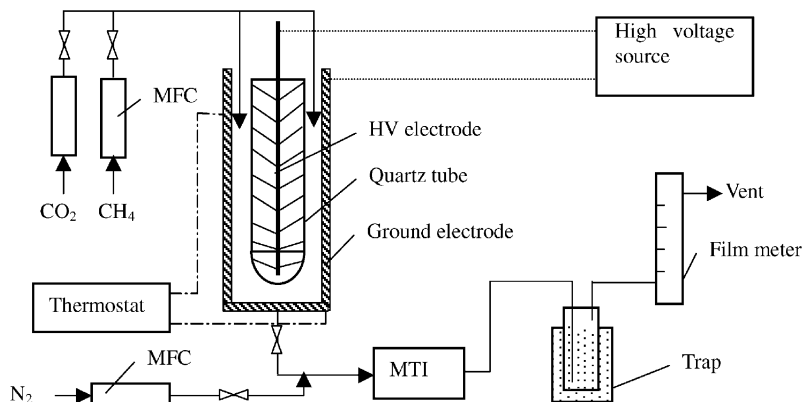 High voltage
source
MFC
HV electrode
Quartz tube
CO₂
CH₄
Vent
Ground electrode
Film meter
Thermostat
MFC
MTI
Trap
N₂